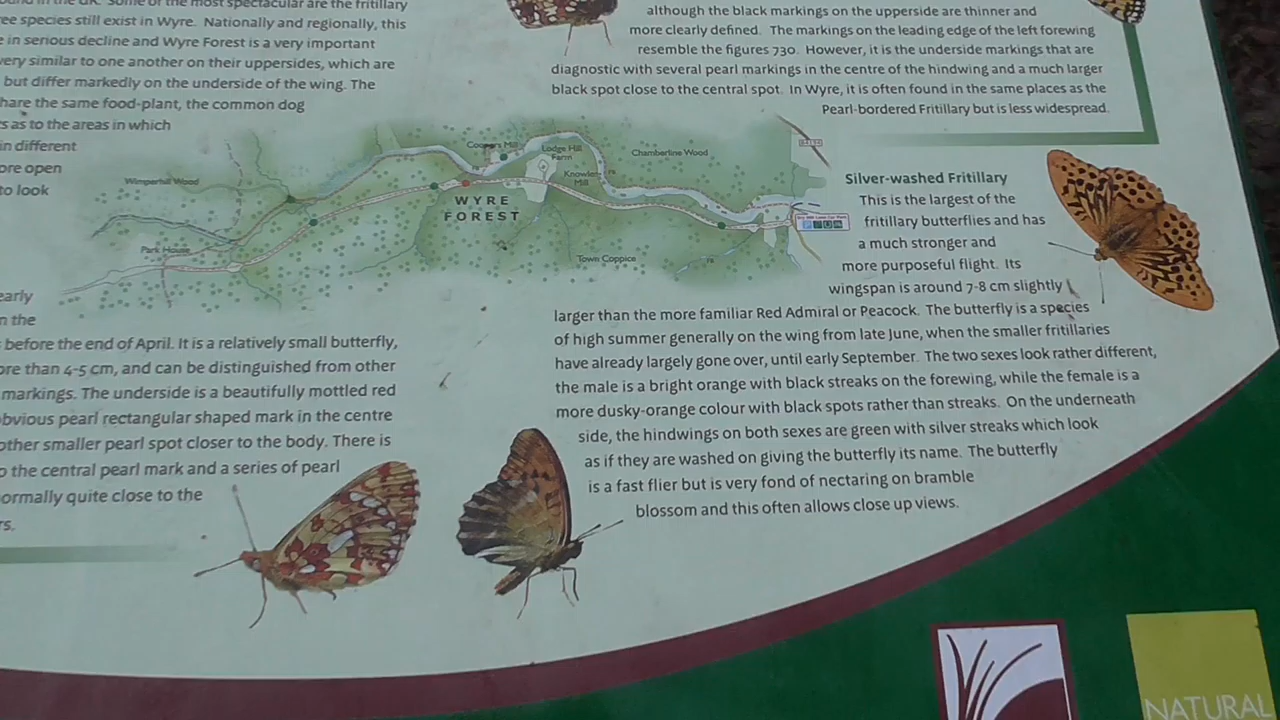 found in the UK. Some of the most spectacular are the fritillary
ee species still exist in Wyre. Nationally and regionally, this
e in serious decline and Wyre Forest is a very important
very similar to one another on their uppersides, which are
but differ markedly on the underside of the wing. The
hare the same food-plant, the common dog
s as to the areas in which
in different
ore open
to look
although the black markings on the upperside are thinner and
more clearly defined. The markings on the leading edge of the left forewing
resemble the figures 730. However, it is the underside markings that are
diagnostic with several pearl markings in the centre of the hindwing and a much larger
black spot close to the central spot. In Wyre, it is often found in the same places as the
Pearl-bordered Fritillary but is less widespread.
Wimperhill Wood
Coopers Mill
Lodge Hill
Farm
Knowles
Mill
Chamberline Wood
WYRE
FOREST
Park House
Town Coppice
early
n the
before the end of April. It is a relatively small butterfly,
ore than 4-5 cm, and can be distinguished from other
markings. The underside is a beautifully mottled red
obvious pearl rectangular shaped mark in the centre
other smaller pearl spot closer to the body. There is
o the central pearl mark and a series of pearl
ormally quite close to the
rs.
Silver-washed Fritillary
This is the largest of the
fritillary butterflies and has
a much stronger and
more purposeful flight. Its
wingspan is around 7-8 cm slightly
larger than the more familiar Red Admiral or Peacock. The butterfly is a species
of high summer generally on the wing from late June, when the smaller fritillaries
have already largely gone over, until early September. The two sexes look rather different,
the male is a bright orange with black streaks on the forewing, while the female is a
more dusky-orange colour with black spots rather than streaks. On the underneath
side, the hindwings on both sexes are green with silver streaks which look
as if they are washed on giving the butterfly its name. The butterfly
is a fast flier but is very fond of nectaring on bramble
blossom and this often allows close up views.
NATURAL